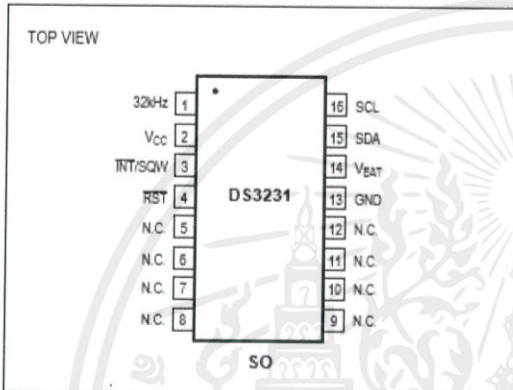 TOP VIEW
32kHz 1 16 SCL
VCC 2 15 SDA
INT/SQW 3 14 VBAT
RST 4 DS3231 13 GND
N.C. 5 12 N.C.
N.C. 6 11 N.C.
N.C. 7 10 N.C.
N.C. 8 9 N.C.
SO